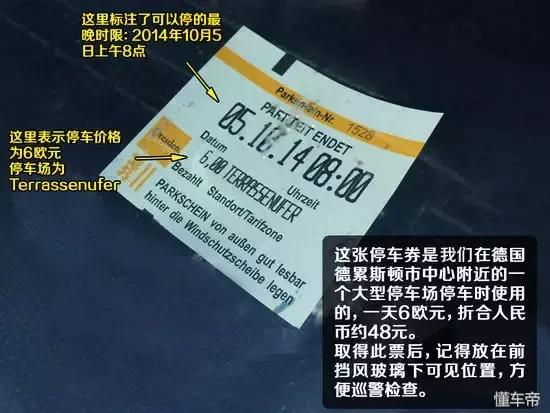 这里标注了可以停的最
晚时限：2014年10月5
日上午8点
这里表示停车价格
为6欧元
停车场为
Terrassenufer
Parkschein-Nr. 1528
PARKZEIT ENDET
05.10.14 08:00
Datum Uhrzeit
6,00 TERRASSENUFER
Bezahlt Standort/Tarifzone
PARKSCHEIN von außen gut lesbar
hinter die Windschutzscheibe legen
Dresden
这张停车券是我们在德国
德累斯顿市中心附近的一
个大型停车场停车时使用
的，一天6欧元，折合人民
币约48元。
取得此票后，记得放在前
挡风玻璃下可见位置，方
便巡警检查。
懂车帝